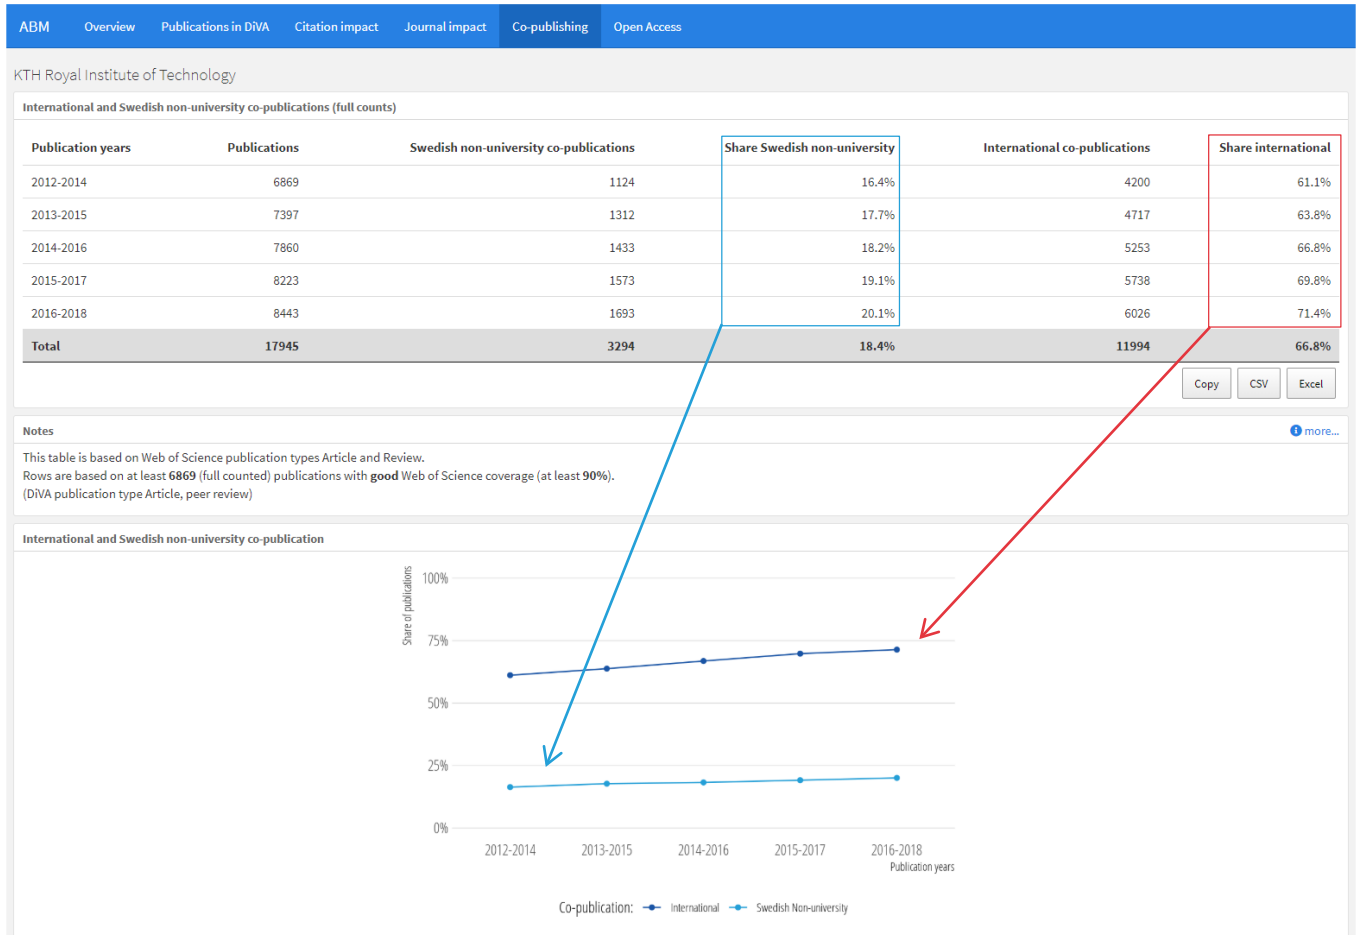 ABM Overview Publications in DiVA Citation impact Journal impact Co-publishing Open Access
KTH Royal Institute of Technology
International and Swedish non-university co-publications (full counts)
Publication years Publications Swedish non-university co-publications Share Swedish non-university International co-publications Share international
2012-2014 6869 1124 16.4% 4200 61.1%
2013-2015 7397 1312 17.7% 4717 63.8%
2014-2016 7860 1433 18.2% 5253 66.8%
2015-2017 8223 1573 19.1% 5738 69.8%
2016-2018 8443 1693 20.1% 6026 71.4%
Total 17945 3294 18.4% 11994 66.8%
Copy CSV Excel
Notes more...
This table is based on Web of Science publication types Article and Review.
Rows are based on at least 6869 (full counted) publications with good Web of Science coverage (at least 90%).
(DiVA publication type Article, peer review)
International and Swedish non-university co-publication
Share of publications
100%
75%
50%
25%
0%
2012-2014 2013-2015 2014-2016 2015-2017 2016-2018
Publication years
Co-publication: International Swedish Non-university